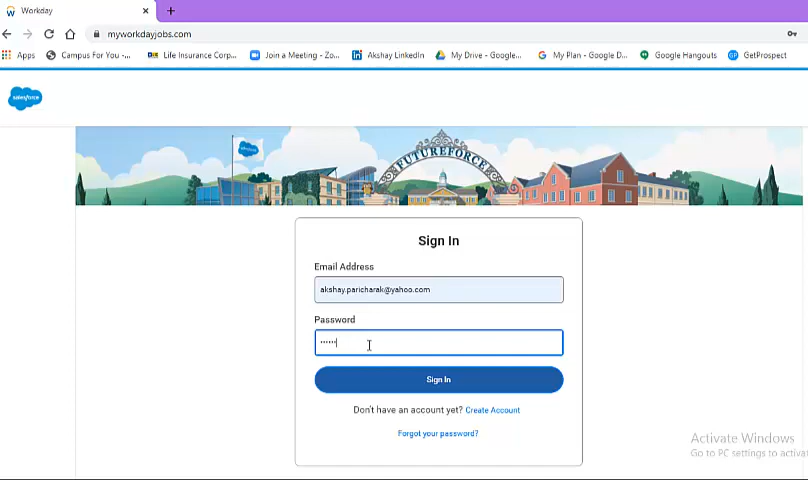 Workday
myworkdayjobs.com
Apps Campus For You -... Life Insurance Corp... Join a Meeting - Zo... Akshay LinkedIn My Drive - Google... My Plan - Google D... Google Hangouts GetProspect
salesforce
FUTUREFORCE
Sign In
Email Address
akshay.paricharak@yahoo.com
Password
••••••
Sign In
Don't have an account yet? Create Account
Forgot your password?
Activate Windows
Go to PC settings to activa